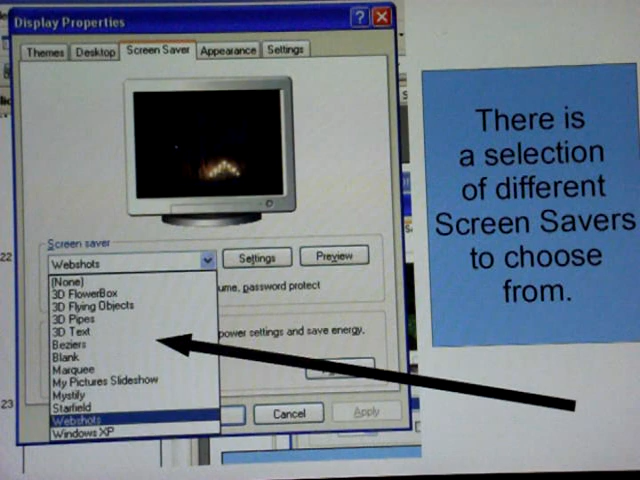 Display Properties
Themes
Desktop
Screen Saver
Appearance
Settings
Screen saver
Webshots
Settings
Preview
(None)
3D FlowerBox
3D Flying Objects
3D Pipes
3D Text
Beziers
Blank
Marquee
My Pictures Slideshow
Mystify
Starfield
Webshots
Windows XP
ume, password protect
power settings and save energy.
Cancel
Apply
22
23
There is
a selection
of different
Screen Savers
to choose
from.